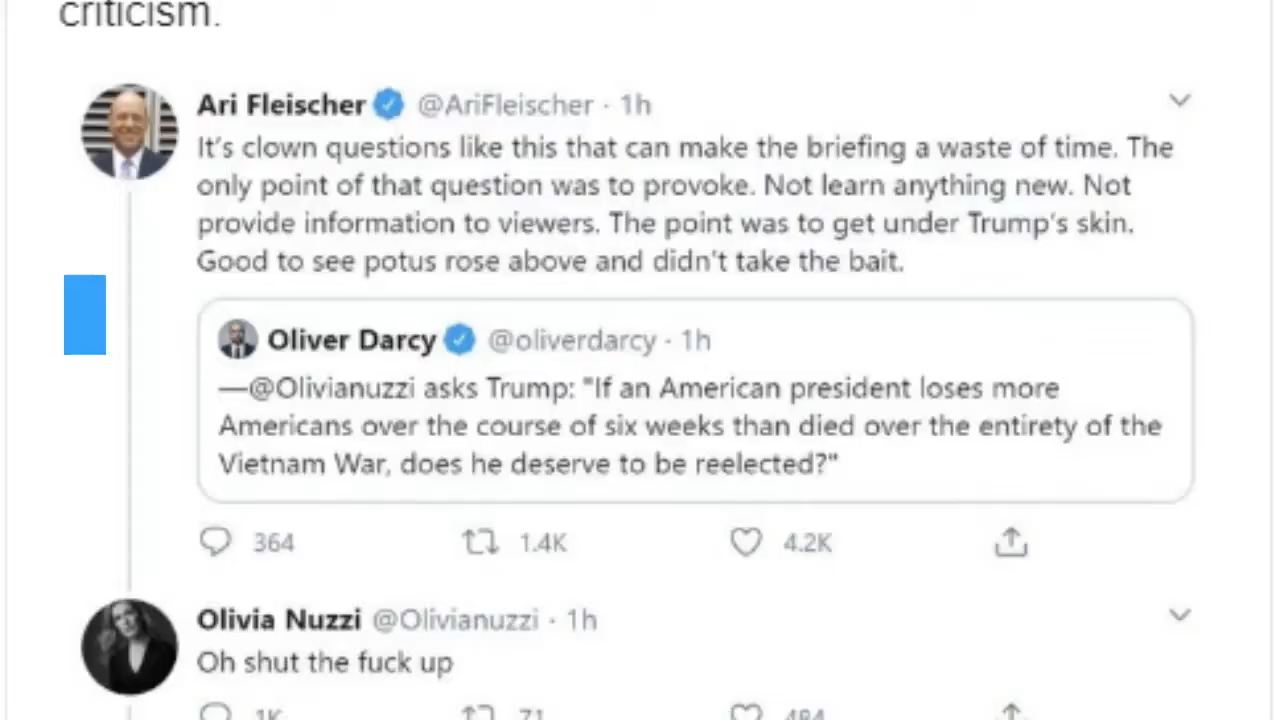 criticism.
Ari Fleischer @AriFleischer · 1h
It's clown questions like this that can make the briefing a waste of time. The
only point of that question was to provoke. Not learn anything new. Not
provide information to viewers. The point was to get under Trump's skin.
Good to see potus rose above and didn't take the bait.
Oliver Darcy @oliverdarcy · 1h
—@Olivianuzzi asks Trump: "If an American president loses more
Americans over the course of six weeks than died over the entirety of the
Vietnam War, does he deserve to be reelected?"
364 1.4K 4.2K
Olivia Nuzzi @Olivianuzzi · 1h
Oh shut the fuck up
1K 71 484